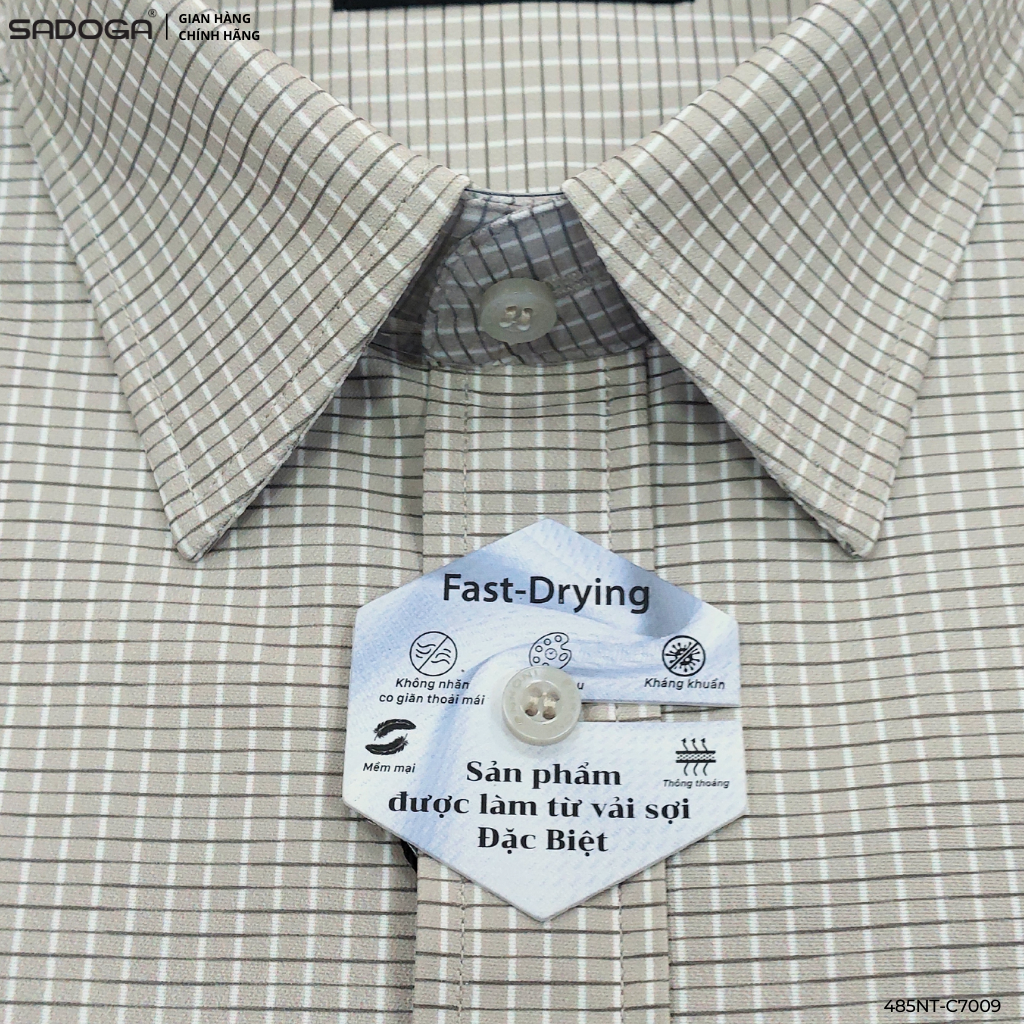 SADOGA®
GIAN HÀNG
CHÍNH HÃNG
Fast-Drying
Không nhăn
co giãn thoải mái
Kháng khuẩn
Mềm mại
Thông thoáng
Sản phẩm
được làm từ vải sợi
Đặc Biệt
485NT-C7009